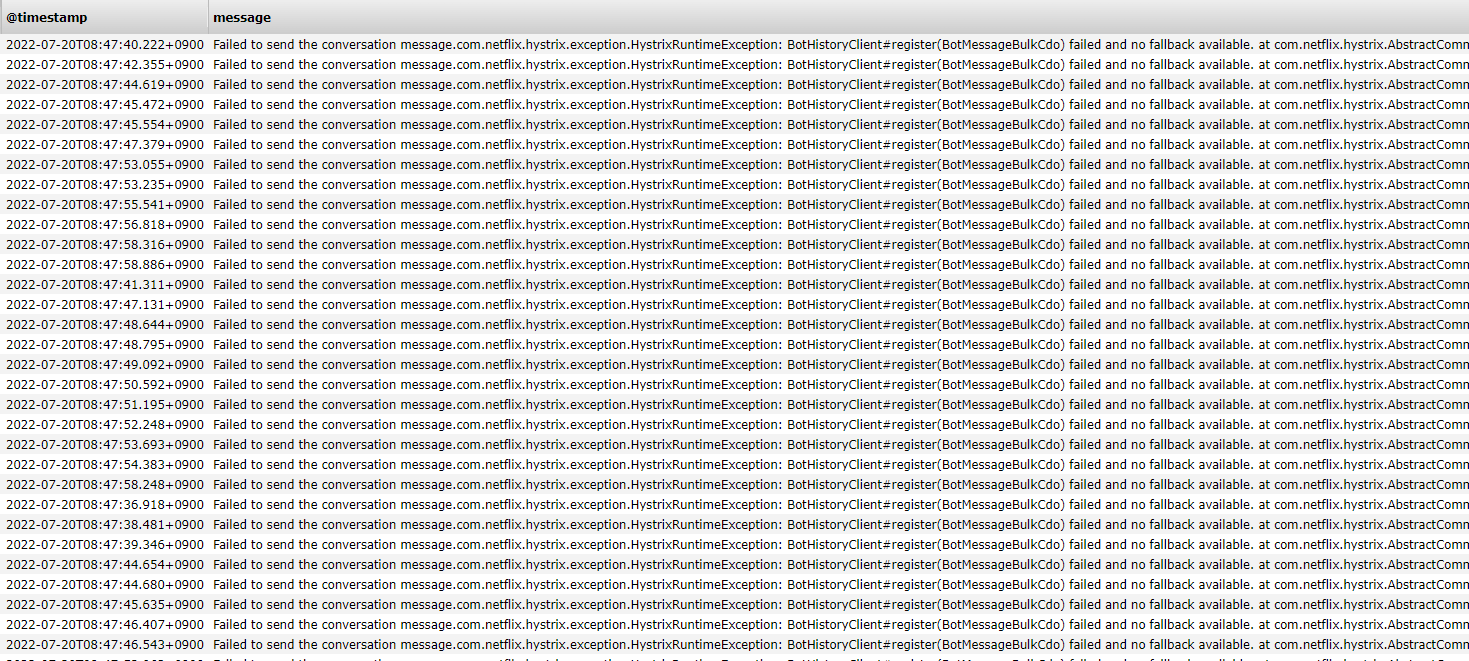 @timestamp message
2022-07-20T08:47:40.222+0900 Failed to send the conversation message.com.netflix.hystrix.exception.HystrixRuntimeException: BotHistoryClient#register(BotMessageBulkCdo) failed and no fallback available. at com.netflix.hystrix.AbstractComm
2022-07-20T08:47:42.355+0900 Failed to send the conversation message.com.netflix.hystrix.exception.HystrixRuntimeException: BotHistoryClient#register(BotMessageBulkCdo) failed and no fallback available. at com.netflix.hystrix.AbstractComm
2022-07-20T08:47:44.619+0900 Failed to send the conversation message.com.netflix.hystrix.exception.HystrixRuntimeException: BotHistoryClient#register(BotMessageBulkCdo) failed and no fallback available. at com.netflix.hystrix.AbstractComm
2022-07-20T08:47:45.472+0900 Failed to send the conversation message.com.netflix.hystrix.exception.HystrixRuntimeException: BotHistoryClient#register(BotMessageBulkCdo) failed and no fallback available. at com.netflix.hystrix.AbstractComm
2022-07-20T08:47:45.554+0900 Failed to send the conversation message.com.netflix.hystrix.exception.HystrixRuntimeException: BotHistoryClient#register(BotMessageBulkCdo) failed and no fallback available. at com.netflix.hystrix.AbstractComm
2022-07-20T08:47:47.379+0900 Failed to send the conversation message.com.netflix.hystrix.exception.HystrixRuntimeException: BotHistoryClient#register(BotMessageBulkCdo) failed and no fallback available. at com.netflix.hystrix.AbstractComm
2022-07-20T08:47:53.055+0900 Failed to send the conversation message.com.netflix.hystrix.exception.HystrixRuntimeException: BotHistoryClient#register(BotMessageBulkCdo) failed and no fallback available. at com.netflix.hystrix.AbstractComm
2022-07-20T08:47:53.235+0900 Failed to send the conversation message.com.netflix.hystrix.exception.HystrixRuntimeException: BotHistoryClient#register(BotMessageBulkCdo) failed and no fallback available. at com.netflix.hystrix.AbstractComm
2022-07-20T08:47:55.541+0900 Failed to send the conversation message.com.netflix.hystrix.exception.HystrixRuntimeException: BotHistoryClient#register(BotMessageBulkCdo) failed and no fallback available. at com.netflix.hystrix.AbstractComm
2022-07-20T08:47:56.818+0900 Failed to send the conversation message.com.netflix.hystrix.exception.HystrixRuntimeException: BotHistoryClient#register(BotMessageBulkCdo) failed and no fallback available. at com.netflix.hystrix.AbstractComm
2022-07-20T08:47:58.316+0900 Failed to send the conversation message.com.netflix.hystrix.exception.HystrixRuntimeException: BotHistoryClient#register(BotMessageBulkCdo) failed and no fallback available. at com.netflix.hystrix.AbstractComm
2022-07-20T08:47:58.886+0900 Failed to send the conversation message.com.netflix.hystrix.exception.HystrixRuntimeException: BotHistoryClient#register(BotMessageBulkCdo) failed and no fallback available. at com.netflix.hystrix.AbstractComm
2022-07-20T08:47:41.311+0900 Failed to send the conversation message.com.netflix.hystrix.exception.HystrixRuntimeException: BotHistoryClient#register(BotMessageBulkCdo) failed and no fallback available. at com.netflix.hystrix.AbstractComm
2022-07-20T08:47:47.131+0900 Failed to send the conversation message.com.netflix.hystrix.exception.HystrixRuntimeException: BotHistoryClient#register(BotMessageBulkCdo) failed and no fallback available. at com.netflix.hystrix.AbstractComm
2022-07-20T08:47:48.644+0900 Failed to send the conversation message.com.netflix.hystrix.exception.HystrixRuntimeException: BotHistoryClient#register(BotMessageBulkCdo) failed and no fallback available. at com.netflix.hystrix.AbstractComm
2022-07-20T08:47:48.795+0900 Failed to send the conversation message.com.netflix.hystrix.exception.HystrixRuntimeException: BotHistoryClient#register(BotMessageBulkCdo) failed and no fallback available. at com.netflix.hystrix.AbstractComm
2022-07-20T08:47:49.092+0900 Failed to send the conversation message.com.netflix.hystrix.exception.HystrixRuntimeException: BotHistoryClient#register(BotMessageBulkCdo) failed and no fallback available. at com.netflix.hystrix.AbstractComm
2022-07-20T08:47:50.592+0900 Failed to send the conversation message.com.netflix.hystrix.exception.HystrixRuntimeException: BotHistoryClient#register(BotMessageBulkCdo) failed and no fallback available. at com.netflix.hystrix.AbstractComm
2022-07-20T08:47:51.195+0900 Failed to send the conversation message.com.netflix.hystrix.exception.HystrixRuntimeException: BotHistoryClient#register(BotMessageBulkCdo) failed and no fallback available. at com.netflix.hystrix.AbstractComm
2022-07-20T08:47:52.248+0900 Failed to send the conversation message.com.netflix.hystrix.exception.HystrixRuntimeException: BotHistoryClient#register(BotMessageBulkCdo) failed and no fallback available. at com.netflix.hystrix.AbstractComm
2022-07-20T08:47:53.693+0900 Failed to send the conversation message.com.netflix.hystrix.exception.HystrixRuntimeException: BotHistoryClient#register(BotMessageBulkCdo) failed and no fallback available. at com.netflix.hystrix.AbstractComm
2022-07-20T08:47:54.383+0900 Failed to send the conversation message.com.netflix.hystrix.exception.HystrixRuntimeException: BotHistoryClient#register(BotMessageBulkCdo) failed and no fallback available. at com.netflix.hystrix.AbstractComm
2022-07-20T08:47:58.248+0900 Failed to send the conversation message.com.netflix.hystrix.exception.HystrixRuntimeException: BotHistoryClient#register(BotMessageBulkCdo) failed and no fallback available. at com.netflix.hystrix.AbstractComm
2022-07-20T08:47:36.918+0900 Failed to send the conversation message.com.netflix.hystrix.exception.HystrixRuntimeException: BotHistoryClient#register(BotMessageBulkCdo) failed and no fallback available. at com.netflix.hystrix.AbstractComm
2022-07-20T08:47:38.481+0900 Failed to send the conversation message.com.netflix.hystrix.exception.HystrixRuntimeException: BotHistoryClient#register(BotMessageBulkCdo) failed and no fallback available. at com.netflix.hystrix.AbstractComm
2022-07-20T08:47:39.346+0900 Failed to send the conversation message.com.netflix.hystrix.exception.HystrixRuntimeException: BotHistoryClient#register(BotMessageBulkCdo) failed and no fallback available. at com.netflix.hystrix.AbstractComm
2022-07-20T08:47:44.654+0900 Failed to send the conversation message.com.netflix.hystrix.exception.HystrixRuntimeException: BotHistoryClient#register(BotMessageBulkCdo) failed and no fallback available. at com.netflix.hystrix.AbstractComm
2022-07-20T08:47:44.680+0900 Failed to send the conversation message.com.netflix.hystrix.exception.HystrixRuntimeException: BotHistoryClient#register(BotMessageBulkCdo) failed and no fallback available. at com.netflix.hystrix.AbstractComm
2022-07-20T08:47:45.635+0900 Failed to send the conversation message.com.netflix.hystrix.exception.HystrixRuntimeException: BotHistoryClient#register(BotMessageBulkCdo) failed and no fallback available. at com.netflix.hystrix.AbstractComm
2022-07-20T08:47:46.407+0900 Failed to send the conversation message.com.netflix.hystrix.exception.HystrixRuntimeException: BotHistoryClient#register(BotMessageBulkCdo) failed and no fallback available. at com.netflix.hystrix.AbstractComm
2022-07-20T08:47:46.543+0900 Failed to send the conversation message.com.netflix.hystrix.exception.HystrixRuntimeException: BotHistoryClient#register(BotMessageBulkCdo) failed and no fallback available. at com.netflix.hystrix.AbstractComm